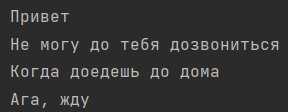 Привет
Не могу до тебя дозвониться
Когда доедешь до дома
Ага, жду